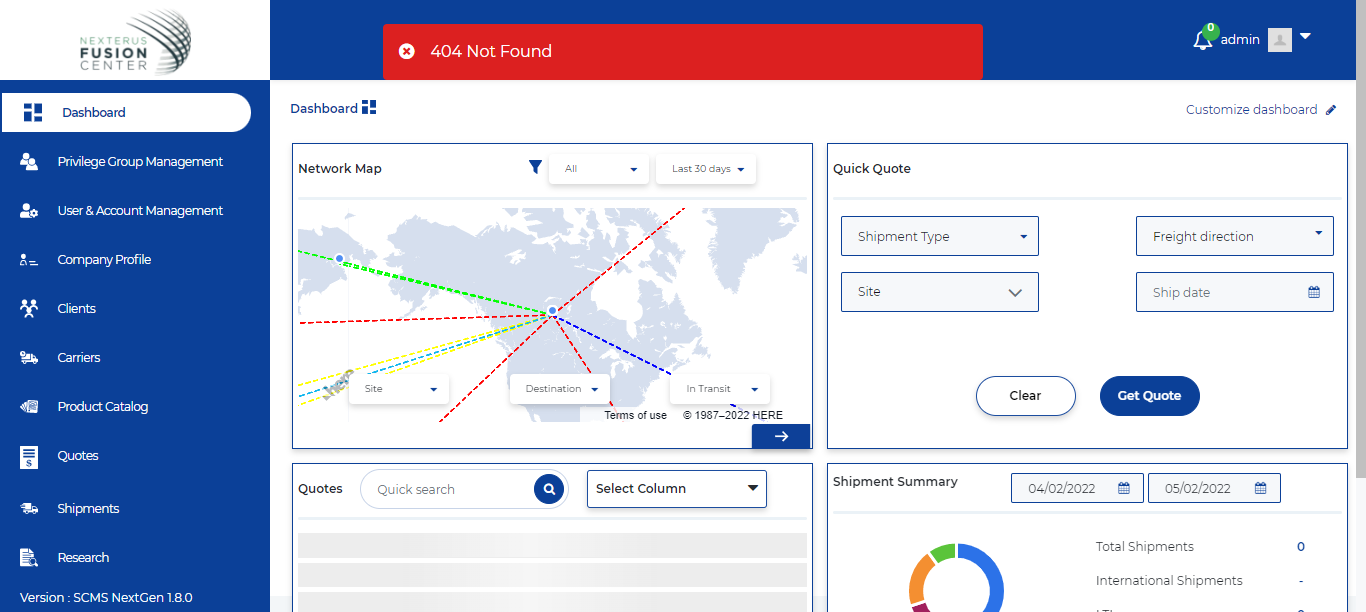 NEXTERUS
FUSION
CENTER
404 Not Found
0
admin
Dashboard
Privilege Group Management
User & Account Management
Company Profile
Clients
Carriers
Product Catalog
Quotes
Shipments
Research
Version : SCMS NextGen 1.8.0
Dashboard
Customize dashboard
Network Map
All
Last 30 days
here
Site
Destination
In Transit
Terms of use © 1987–2022 HERE
Quick Quote
Shipment Type
Freight direction
Site
Ship date
Clear
Get Quote
Quotes
Quick search
Select Column
Shipment Summary
04/02/2022
05/02/2022
Total Shipments 0
International Shipments -